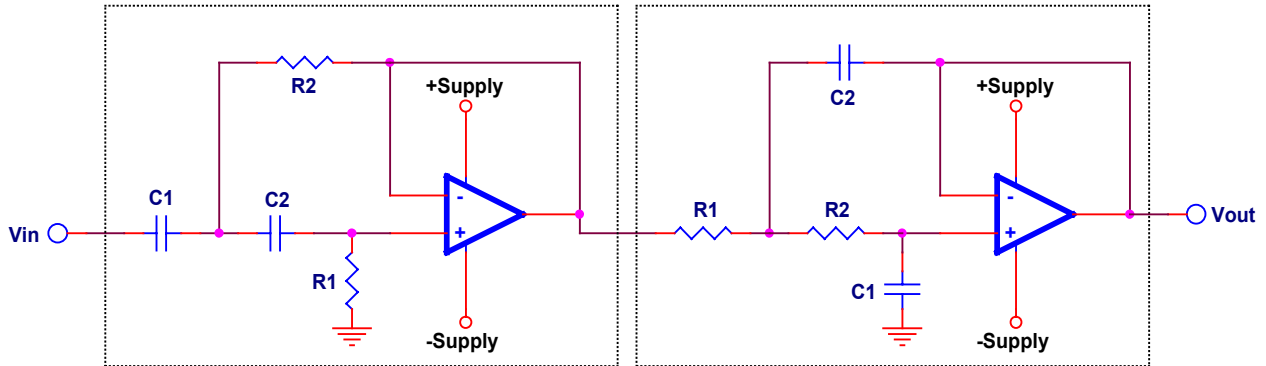 R2
+Supply
C1
C2
-
Vin
+
R1
-Supply
C2
+Supply
R1
R2
-
+
Vout
C1
-Supply